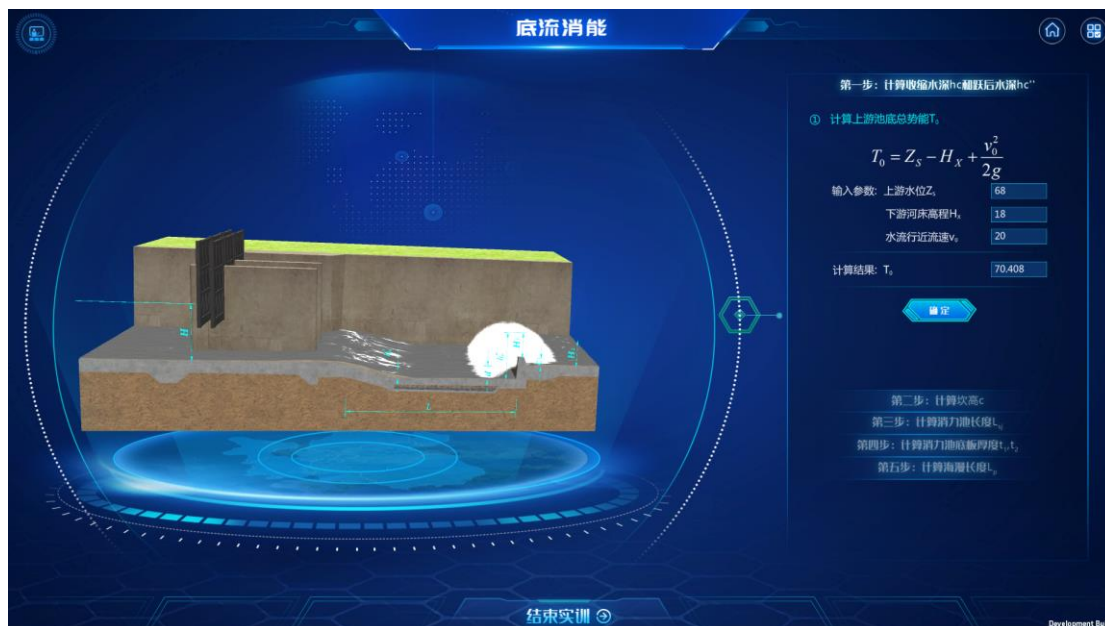 底流消能
第一步：计算收缩水深hc和跃后水深hc''
① 计算上游池底总势能T₀
T₀ = Z_S − H_X + v₀²/2g
输入参数: 上游水位Zₛ 68
下游河床高程Hₓ 18
水流行近流速v₀ 20
计算结果: T₀ 70.408
确定
第二步：计算坎高c
第三步：计算消力池长度L
第四步：计算消力池底板厚度t₁,t₂
第五步：计算海漫长度Lₚ
H
L
结束实训
Development Bu